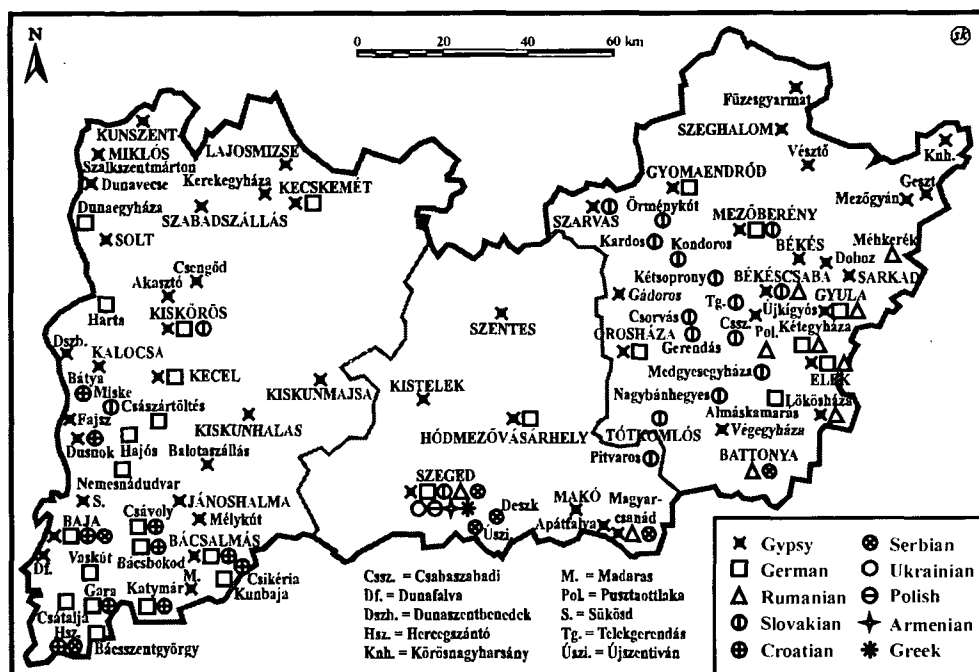 N
sk
0 20 40 60 km
Füzesgyarmat
KUNSZENT-
MIKLÓS
SZEGHALOM
Szalkszentmárton
LAJOSMIZSE
Vésztő
Knh.
Dunavecse
Kerekegyháza
KECSKEMÉT
GYOMAENDRŐD
Geszt
Mezőgyán
Dunaegyháza
SZABADSZÁLLÁS
SZARVAS
Örménykút
MEZŐBERÉNY
SOLT
Kardos
Kondoros
BÉKÉS
Méhkerék
Doboz
Csengőd
Kétsoprony
BÉKÉSCSABA
SARKAD
Akasztó
Gádoros
Tg.
Újkígyós
GYULA
Harta
KISKŐRÖS
SZENTES
Csorvás
Cssz.
Kétegyháza
Dszb.
OROSHÁZA
Gerendás
Pol.
KALOCSA
Medgyesegyháza
ELEK
Bátya
KECEL
KISKUNMAJSA
KISTELEK
Miske
Császártöltés
Nagybánhegyes
Lökösháza
Fajsz
KISKUNHALAS
Almáskamarás
Dusnok
Hajós
HÓDMEZŐVÁSÁRHELY
TÓTKOMLÓS
Végegyháza
Balotaszállás
Pitvaros
BATTONYA
Nemesnádudvar
SZEGED
S.
JÁNOSHALMA
Deszk
MAKÓ
Magyar-
csanád
Csávoly
Mélykút
Apátfalva
BAJA
BÁCSALMÁS
Úszi.
Df.
Vaskút
Bácsbokod
Csikéria
M.
Kunbaja
Gara
Katymár
Csátalja
Hsz.
Bácsszentgyörgy
Cssz. = Csabaszabadi
Df. = Dunafalva
Dszb. = Dunaszentbenedek
Hsz. = Hercegszántó
Knh. = Körösnagyharsány
M. = Madaras
Pol. = Pusztaottlaka
S. = Sükösd
Tg. = Telekgerendás
Úszi. = Újszentiván
Gypsy
German
Rumanian
Slovakian
Croatian
Serbian
Ukrainian
Polish
Armenian
Greek